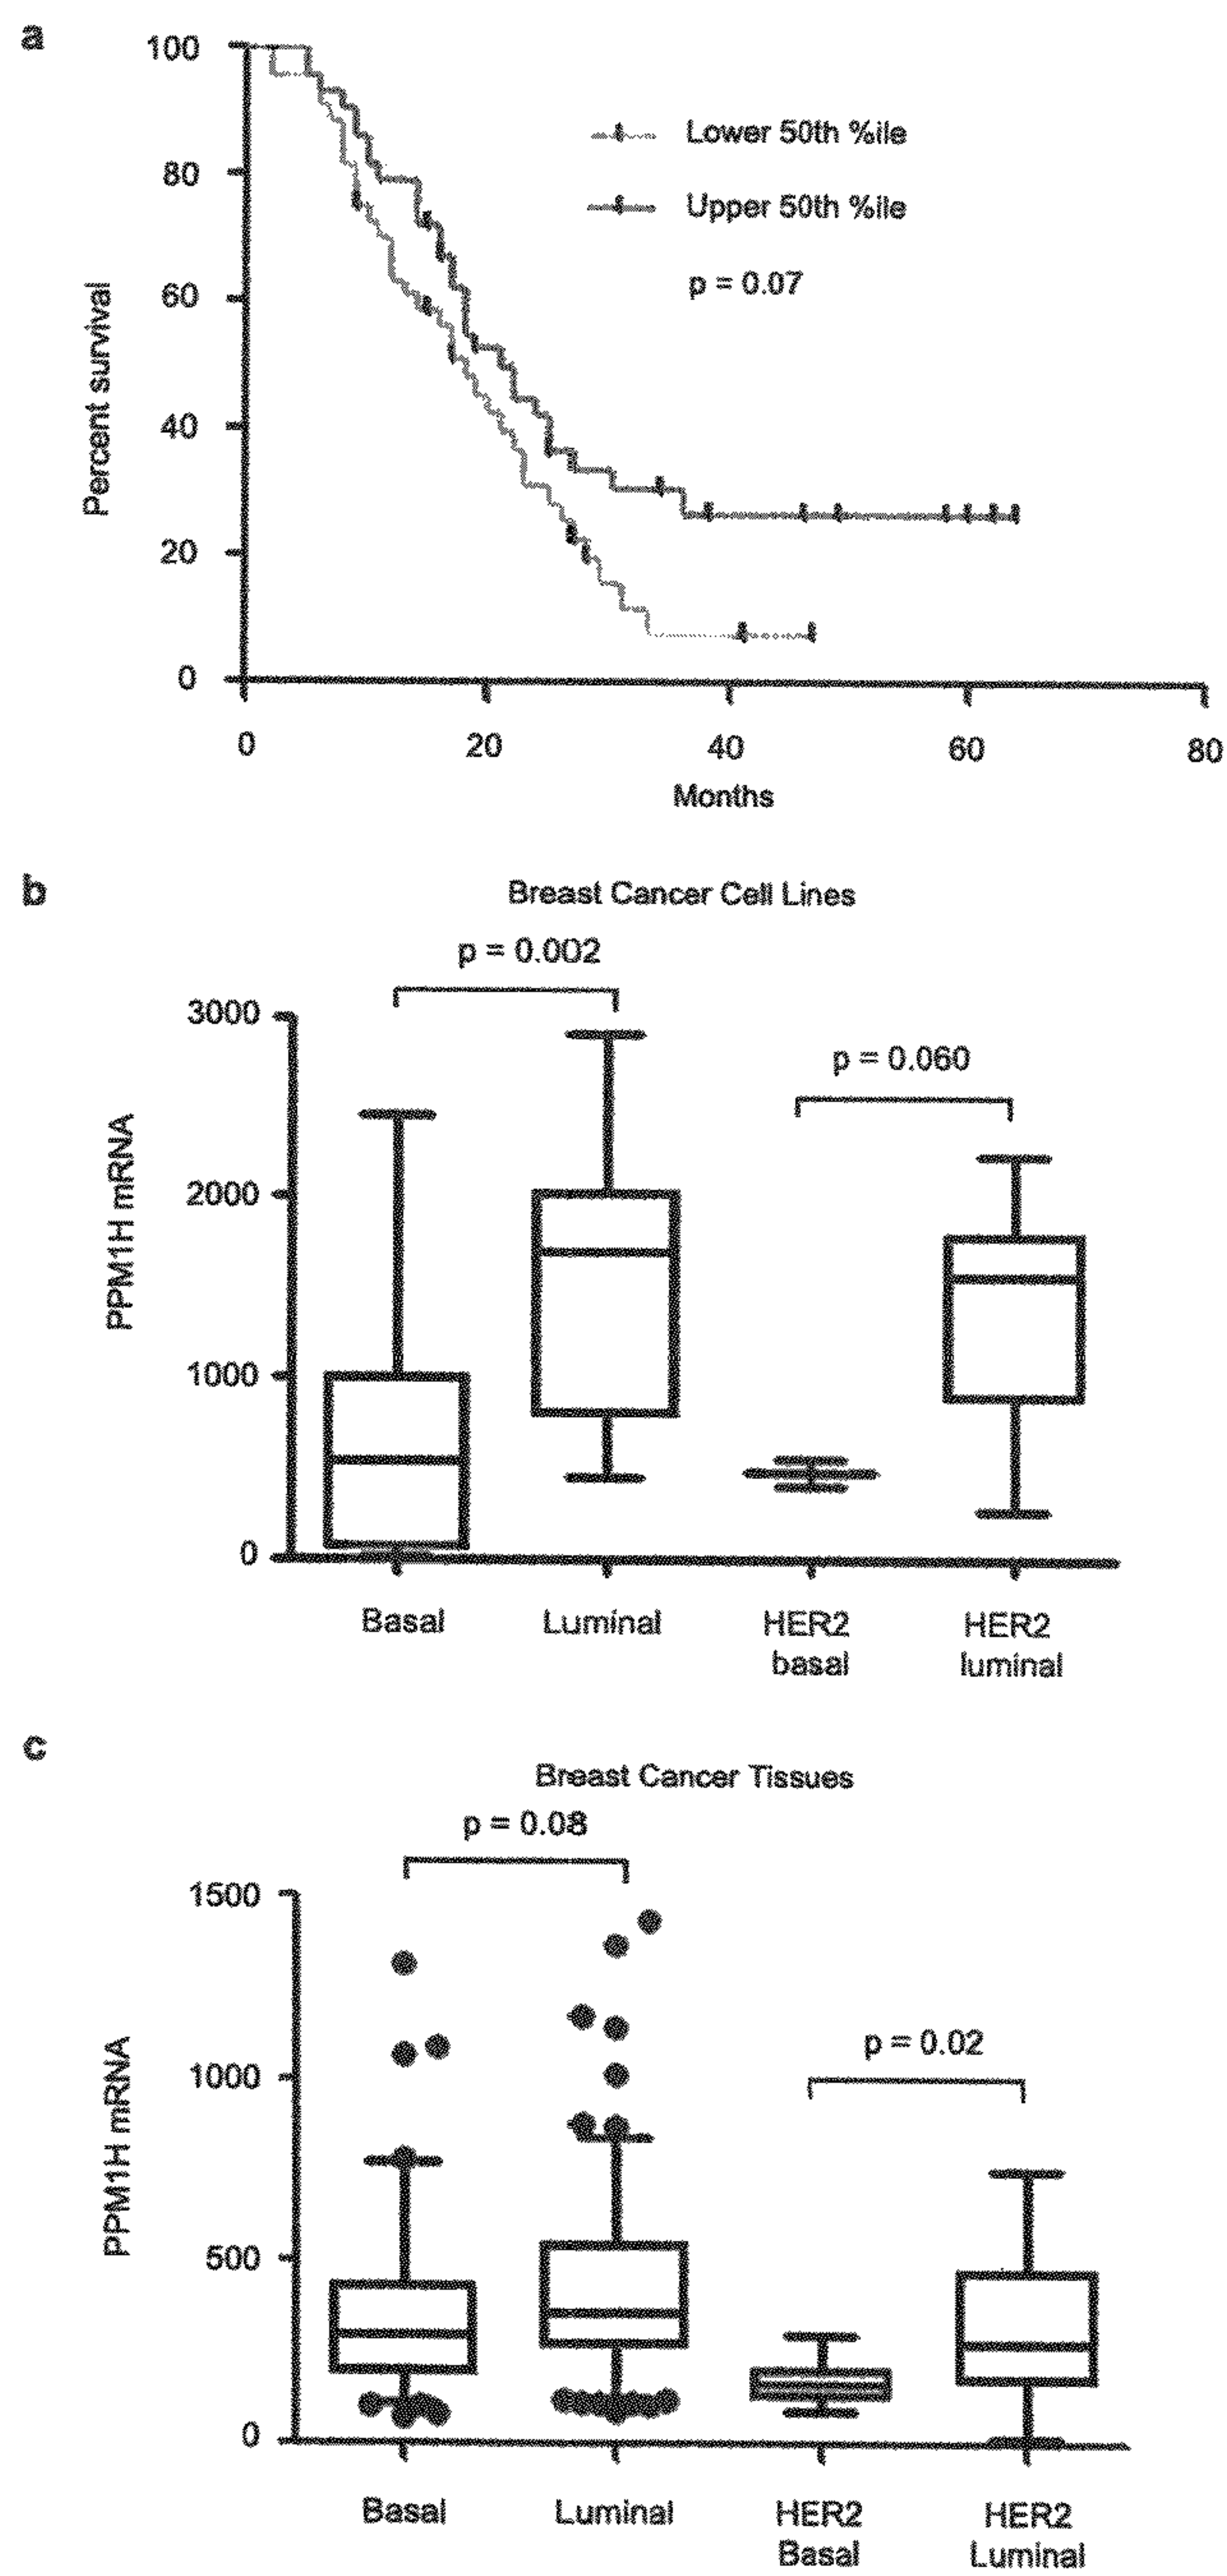 a
100
80
60
40
20
0
Percent survival
Lower 50th %ile
Upper 50th %ile
p = 0.07
0 20 40 60 80
Months
b
Breast Cancer Cell Lines
p = 0.002
p = 0.060
3000
2000
1000
0
PPM1H mRNA
Basal Luminal HER2 HER2
basal luminal
c
Breast Cancer Tissues
p = 0.08
p = 0.02
1500
1000
500
0
PPM1H mRNA
Basal Luminal HER2 HER2
Basal Luminal